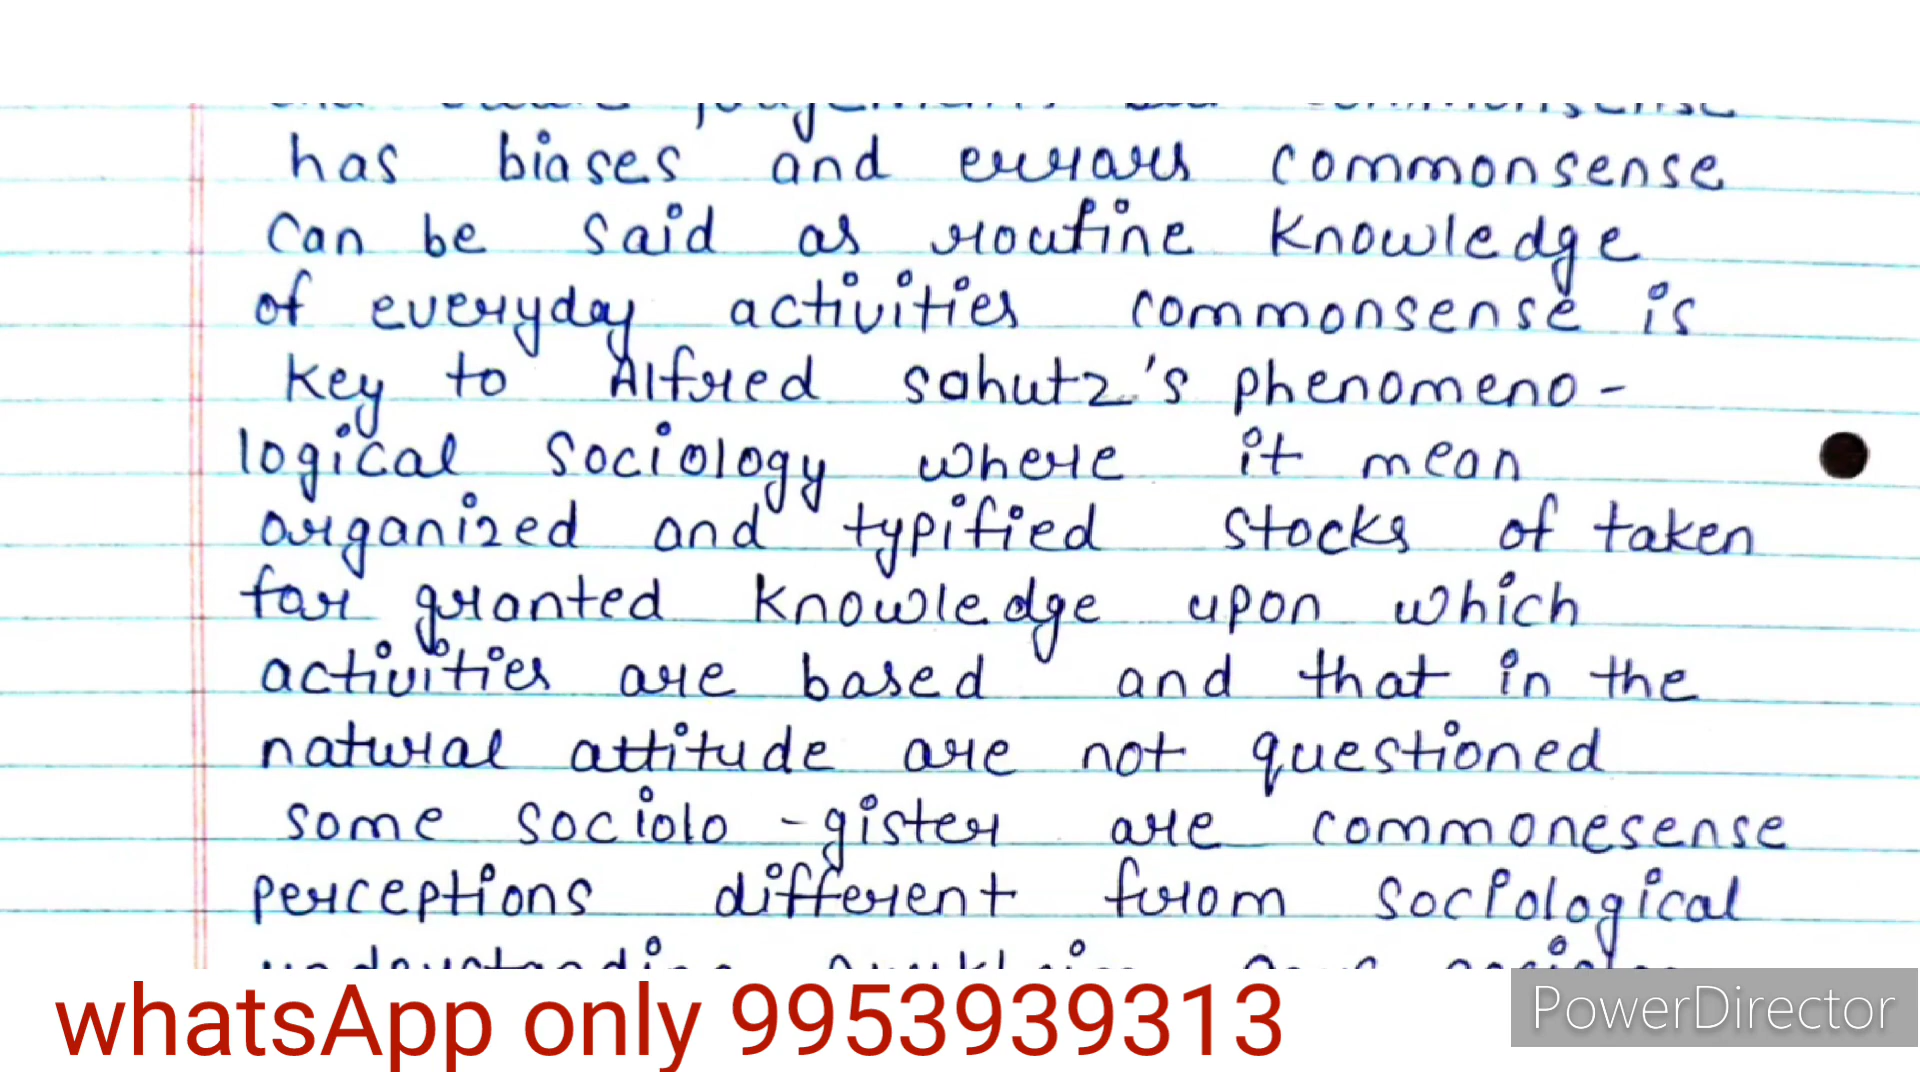 has biases and errors commonsense
can be said as routine knowledge
of everyday activities commonsense is
key to Alfred Sahutz's phenomeno-
logical sociology where it mean
organized and typified stocks of taken
for granted knowledge upon which
activities are based and that in the
natural attitude are not questioned
some sociolo-gister are commonesense
perceptions different from sociological
whatsApp only 9953939313
PowerDirector